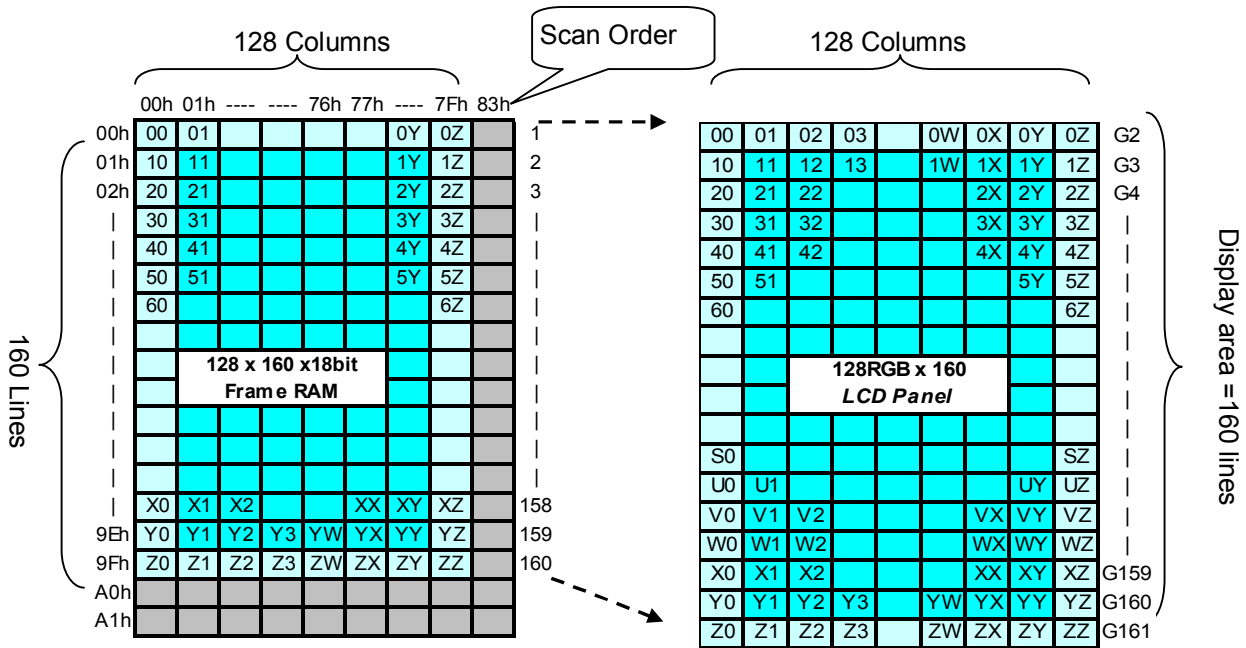 128 Columns
Scan Order
128 Columns
00h 01h ---- ---- 76h 77h ---- 7Fh 83h
00h 00 01 0Y 0Z 1
01h 10 11 1Y 1Z 2
02h 20 21 2Y 2Z 3
30 31 3Y 3Z
40 41 4Y 4Z
50 51 5Y 5Z
60 6Z
128 x 160 x18bit
Frame RAM
X0 X1 X2 XX XY XZ 158
9Eh Y0 Y1 Y2 Y3 YW YX YY YZ 159
9Fh Z0 Z1 Z2 Z3 ZW ZX ZY ZZ 160
A0h
A1h
160 Lines
00 01 02 03 0W 0X 0Y 0Z G2
10 11 12 13 1W 1X 1Y 1Z G3
20 21 22 2X 2Y 2Z G4
30 31 32 3X 3Y 3Z
40 41 42 4X 4Y 4Z
50 51 5Y 5Z
60 6Z
128RGB x 160
LCD Panel
S0 SZ
U0 U1 UY UZ
V0 V1 V2 VX VY VZ
W0 W1 W2 WX WY WZ
X0 X1 X2 XX XY XZ G159
Y0 Y1 Y2 Y3 YW YX YY YZ G160
Z0 Z1 Z2 Z3 ZW ZX ZY ZZ G161
Display area =160 lines